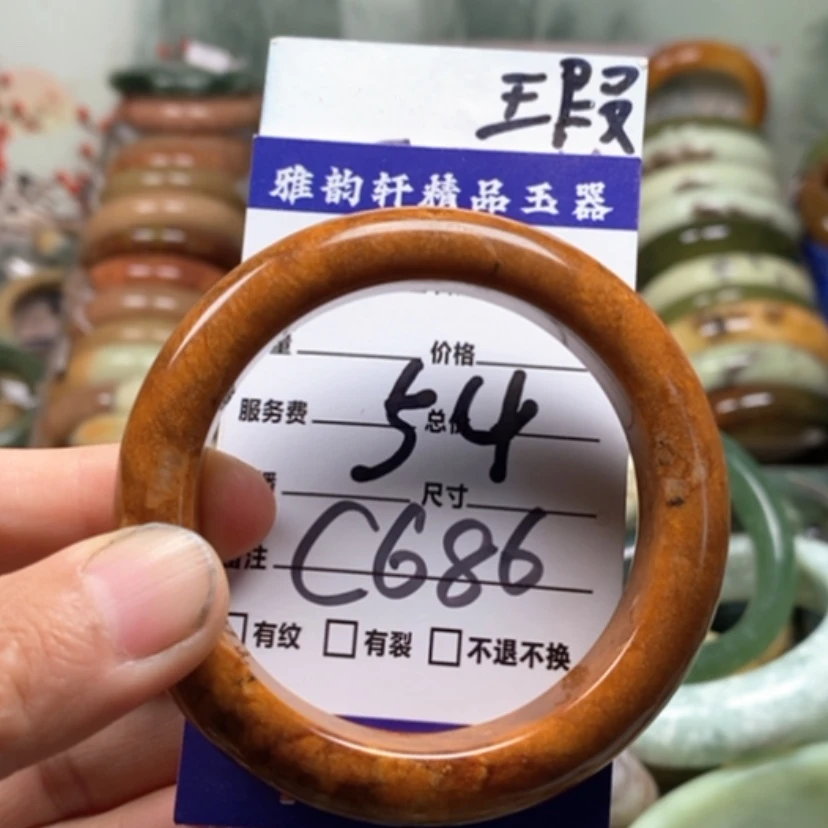 王段
雅韵轩精品玉器
价格
服务费
54
尺寸
C686
有纹 有裂 不退不换